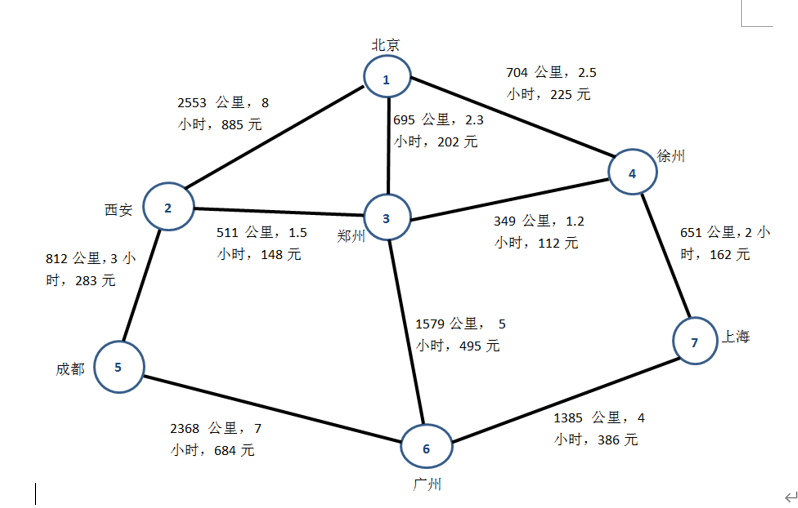 北京
1
704 公里，2.5
小时，225 元
2553 公里，8
小时，885 元
695 公里，2.3
小时，202 元
徐州
4
西安
2
3
郑州
511 公里，1.5
小时，148 元
349 公里，1.2
小时，112 元
651 公里，2 小
时，162 元
812 公里，3 小
时，283 元
1579 公里， 5
小时，495 元
7
上海
成都
5
2368 公里，7
小时，684 元
1385 公里，4
小时，386 元
6
广州